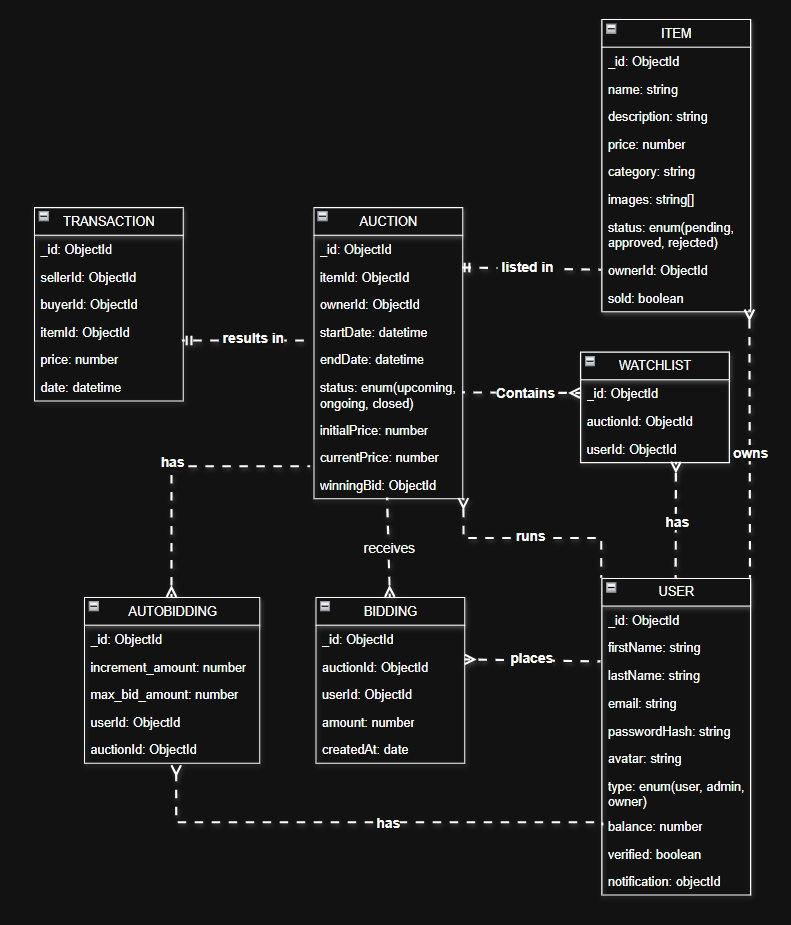 ITEM
_id: ObjectId
name: string
description: string
price: number
category: string
images: string[]
status: enum(pending,
approved, rejected)
ownerId: ObjectId
sold: boolean
TRANSACTION
_id: ObjectId
sellerId: ObjectId
buyerId: ObjectId
itemId: ObjectId
price: number
date: datetime
results in
AUCTION
_id: ObjectId
itemId: ObjectId
ownerId: ObjectId
startDate: datetime
endDate: datetime
status: enum(upcoming,
ongoing, closed)
initialPrice: number
currentPrice: number
winningBid: ObjectId
listed in
Contains
WATCHLIST
_id: ObjectId
auctionId: ObjectId
userId: ObjectId
owns
has
has
runs
receives
AUTOBIDDING
_id: ObjectId
increment_amount: number
max_bid_amount: number
userId: ObjectId
auctionId: ObjectId
BIDDING
_id: ObjectId
auctionId: ObjectId
userId: ObjectId
amount: number
createdAt: date
places
USER
_id: ObjectId
firstName: string
lastName: string
email: string
passwordHash: string
avatar: string
type: enum(user, admin,
owner)
balance: number
verified: boolean
notification: objectId
has